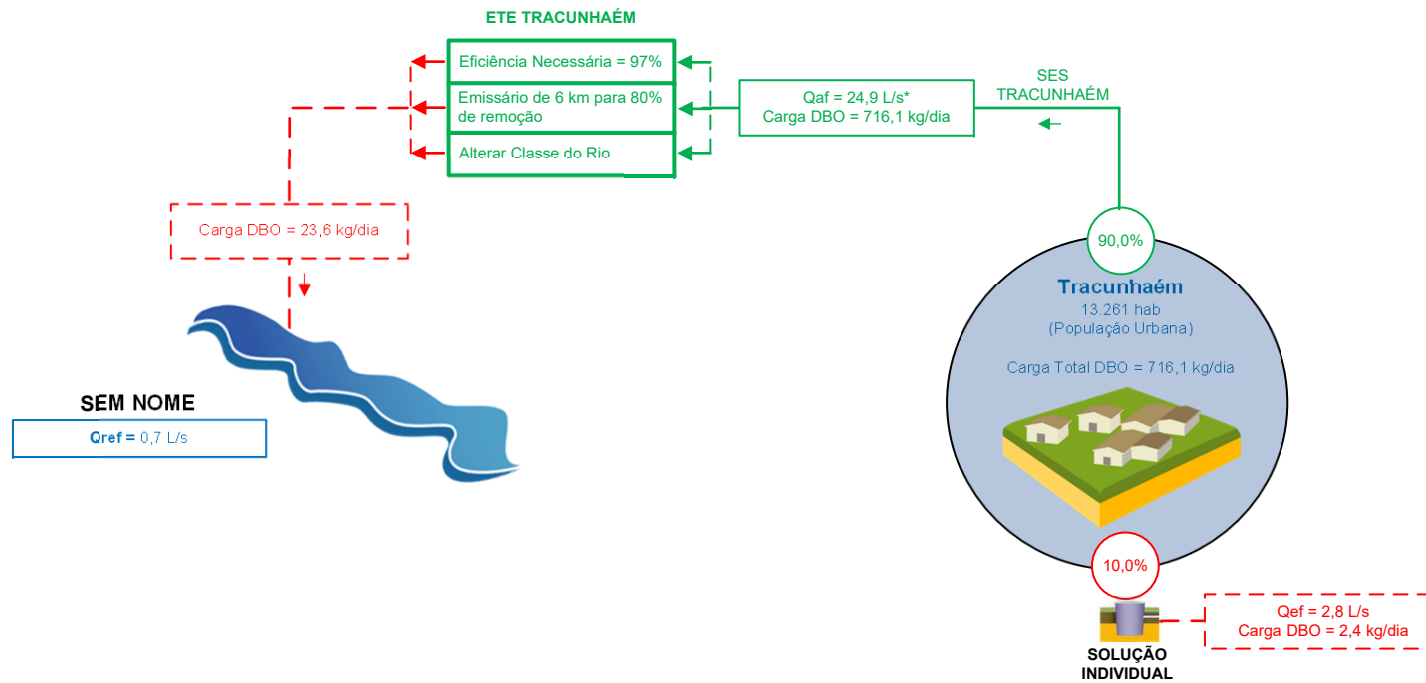 ETE TRACUNHAÉM
Eficiência Necessária = 97%
Emissário de 6 km para 80%
de remoção
Alterar Classe do Rio
Qaf = 24,9 L/s*
Carga DBO = 716,1 kg/dia
SES
TRACUNHAÉM
Carga DBO = 23,6 kg/dia
90,0%
Tracunhaém
13.261 hab
(População Urbana)
Carga Total DBO = 716,1 kg/dia
SEM NOME
Qref = 0,7 L/s
10,0%
Qef = 2,8 L/s
Carga DBO = 2,4 kg/dia
SOLUÇÃO
INDIVIDUAL